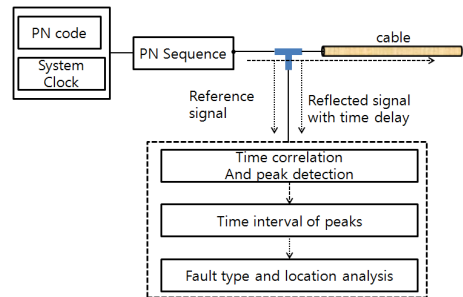 PN code
System
Clock
PN Sequence
cable
Reference
signal
Reflected signal
with time delay
Time correlation
And peak detection
Time interval of peaks
Fault type and location analysis